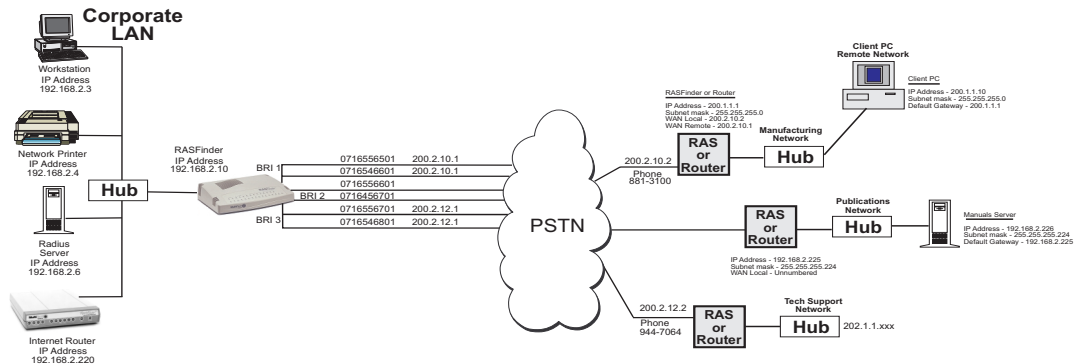 Corporate
LAN
Workstation
IP Address
192.168.2.3
Network Printer
IP Address
192.168.2.4
Hub
Radius
Server
IP Address
192.168.2.6
Internet Router
IP Address
192.168.2.220
RASFinder
IP Address
192.168.2.10
BRI 1
0716556501 200.2.10.1
0716546601 200.2.10.1
0716556601
BRI 2 0716456701
0716556701 200.2.12.1
BRI 3
0716546801 200.2.12.1
PSTN
Client PC
Remote Network
Client PC
IP Address - 200.1.1.10
Subnet mask - 255.255.255.0
Default Gateway - 200.1.1.1
RASFinder or Router
IP Address - 200.1.1.1
Subnet mask - 255.255.255.0
WAN Local - 200.2.10.2
WAN Remote - 200.2.10.1
Manufacturing
Network
200.2.10.2
Phone
881-3100
RAS
or
Router
Hub
Publications
Network
RAS
or
Router
Hub
IP Address - 192.168.2.225
Subnet mask - 255.255.255.224
WAN Local - Unnumbered
Manuals Server
IP Address - 192.168.2.226
Subnet mask - 255.255.255.224
Default Gateway - 192.168.2.225
200.2.12.2
Phone
944-7064
RAS
or
Router
Tech Support
Network
Hub
202.1.1.xxx